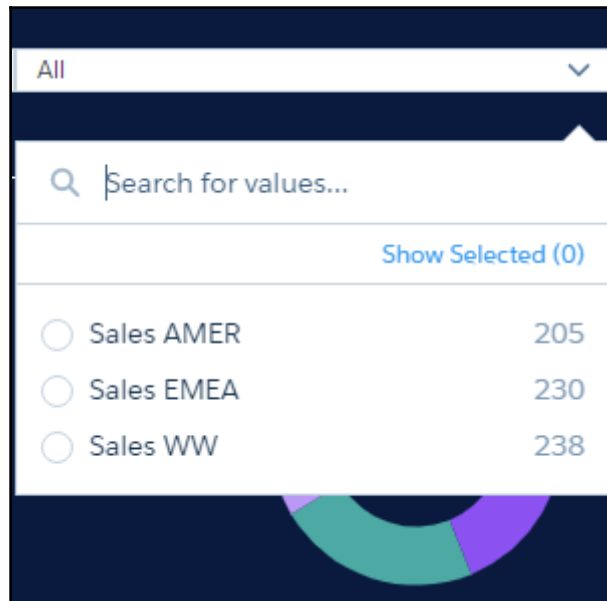 All
Search for values...
Show Selected (0)
Sales AMER 205
Sales EMEA 230
Sales WW 238